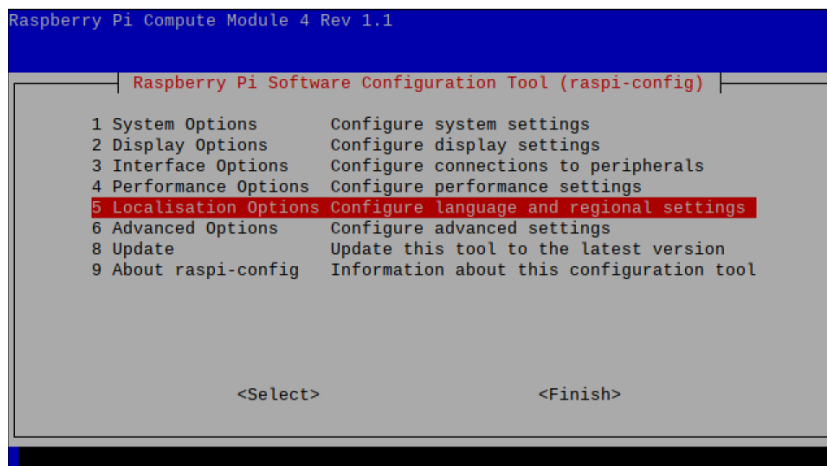 Raspberry Pi Compute Module 4 Rev 1.1
Raspberry Pi Software Configuration Tool (raspi-config)
1 System Options Configure system settings
2 Display Options Configure display settings
3 Interface Options Configure connections to peripherals
4 Performance Options Configure performance settings
5 Localisation Options Configure language and regional settings
6 Advanced Options Configure advanced settings
8 Update Update this tool to the latest version
9 About raspi-config Information about this configuration tool
<Select> <Finish>